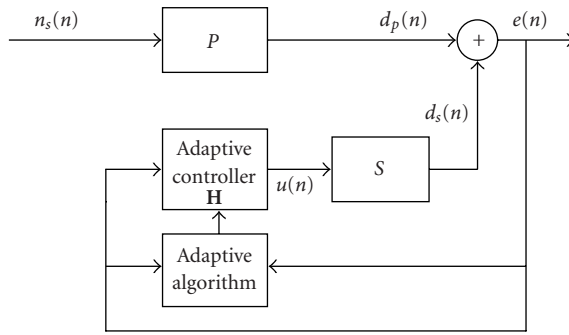 n_s(n)
P
d_p(n)
+
e(n)
d_s(n)
Adaptive
controller
H
u(n)
S
Adaptive
algorithm